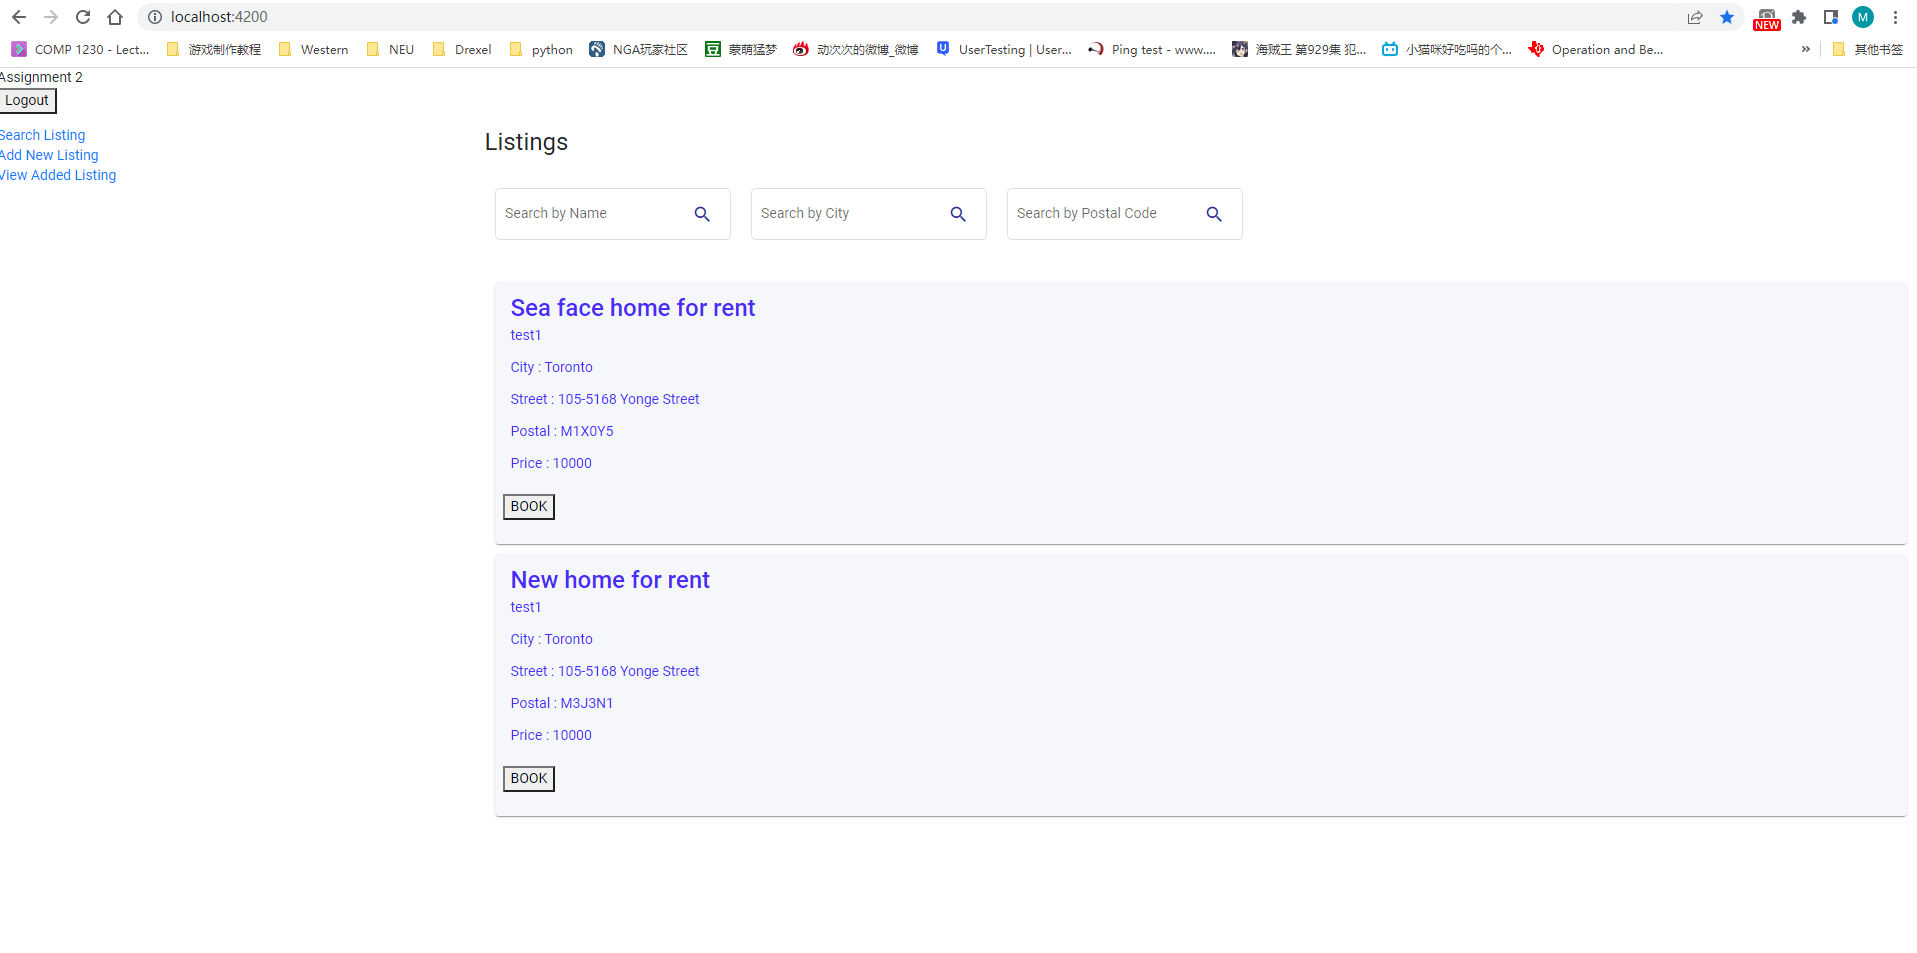 localhost:4200
NEW
M
COMP 1230 - Lect... 游戏制作教程 Western NEU Drexel python NGA玩家社区 蒙萌猛梦 动次次的微博_微博 UserTesting | User... Ping test - www.... 海贼王 第929集 犯... 小猫咪好吃吗的个... Operation and Be... » 其他书签
Assignment 2
Logout
Search Listing
Add New Listing
View Added Listing
Listings
Search by Name Search by City Search by Postal Code
Sea face home for rent
test1
City : Toronto
Street : 105-5168 Yonge Street
Postal : M1X0Y5
Price : 10000
BOOK
New home for rent
test1
City : Toronto
Street : 105-5168 Yonge Street
Postal : M3J3N1
Price : 10000
BOOK